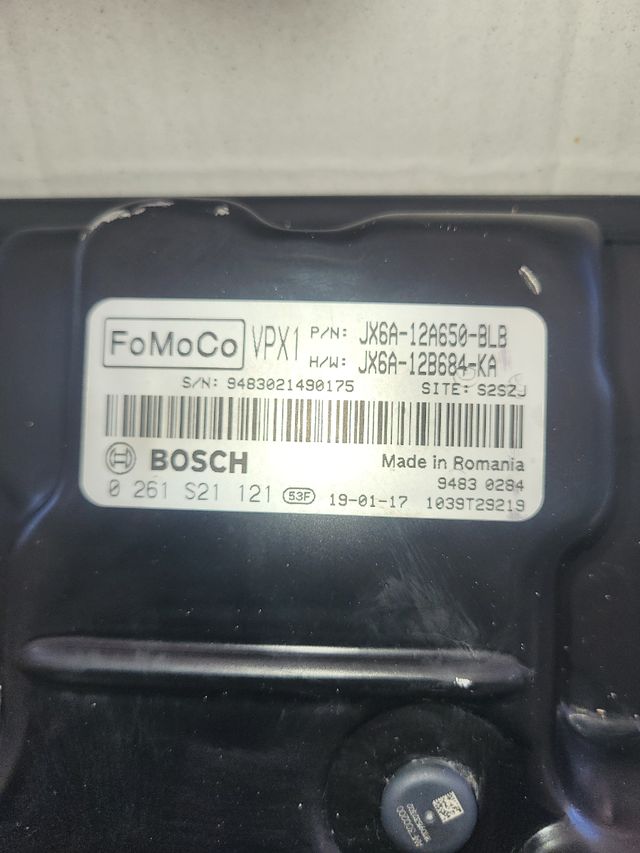 FoMoCo VPX1 P/N: JX6A-12A650-BLB
H/W: JX6A-12B684-KA
S/N: 9483021490175 SITE: S2SZJ
BOSCH Made in Romania
9483 0284
0 261 S21 121 53F 19-01-17 1039T29219